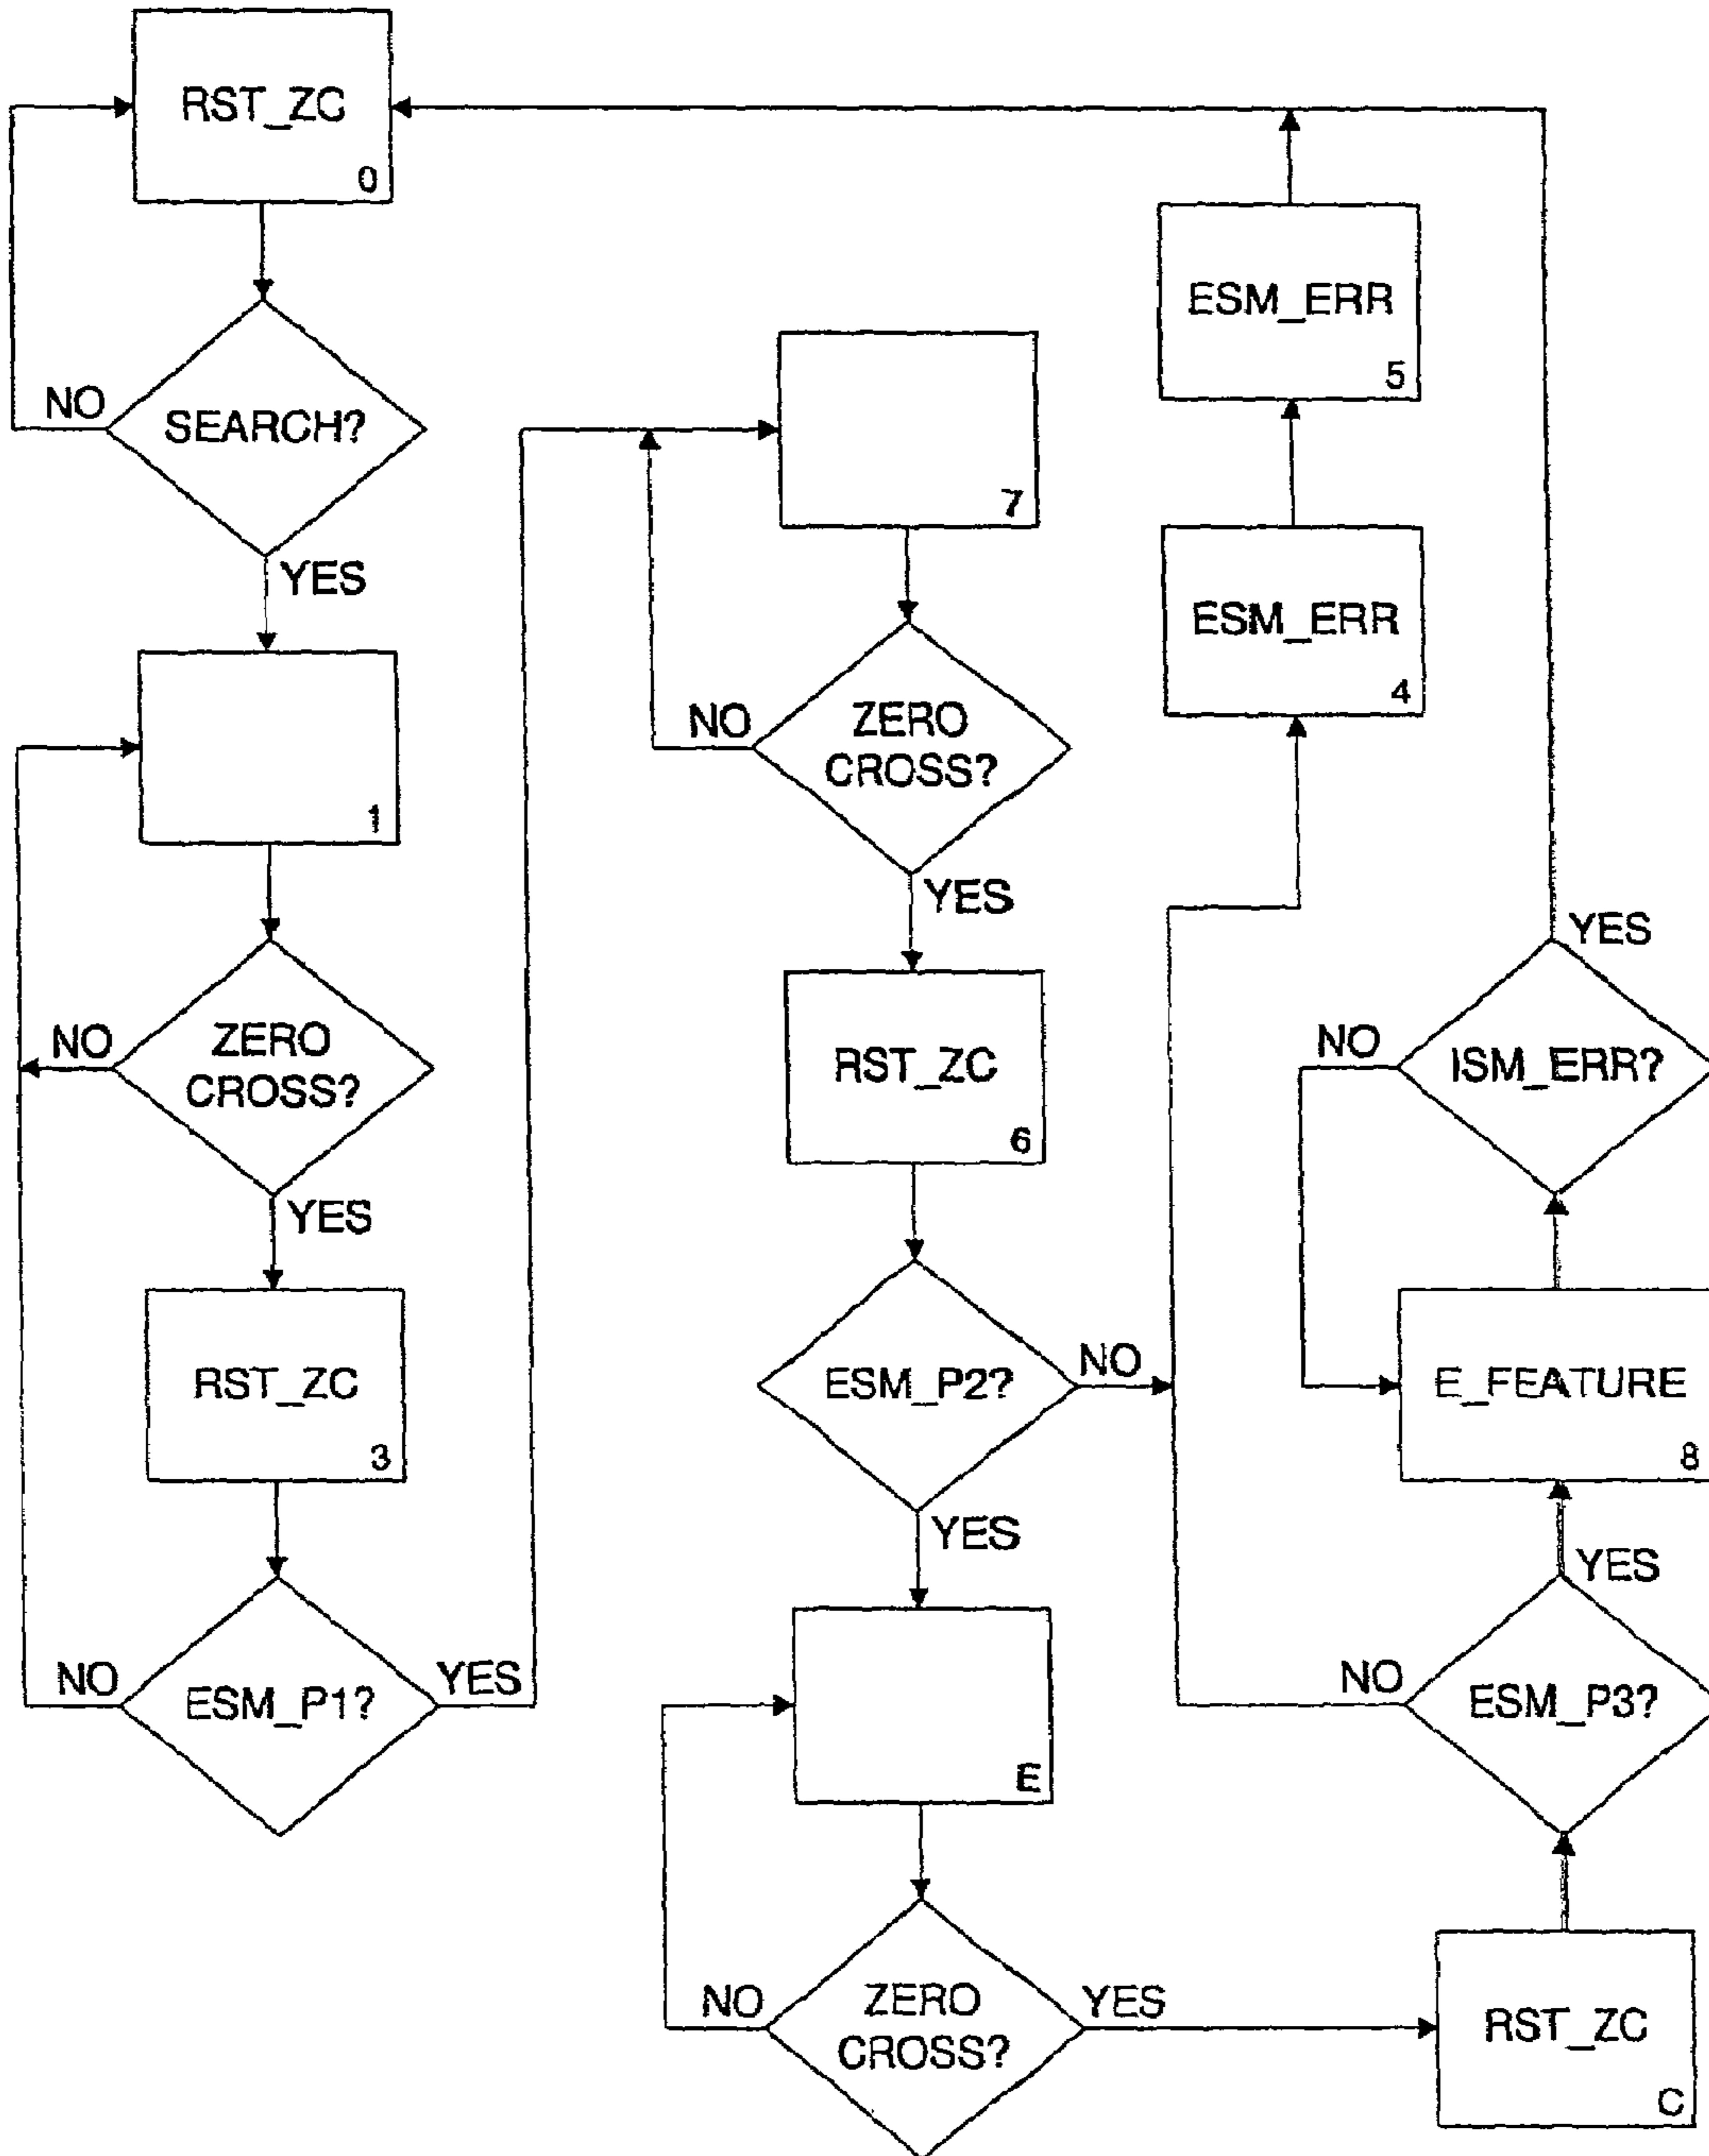 RST_ZC
0
SEARCH?
NO
YES
1
ZERO
CROSS?
NO
YES
RST_ZC
3
ESM_P1?
NO
YES
7
ZERO
CROSS?
NO
YES
RST_ZC
6
ESM_P2?
NO
YES
E
ZERO
CROSS?
NO
YES
RST_ZC
C
ESM_P3?
NO
YES
E_FEATURE
8
ISM_ERR?
NO
YES
ESM_ERR
4
ESM_ERR
5